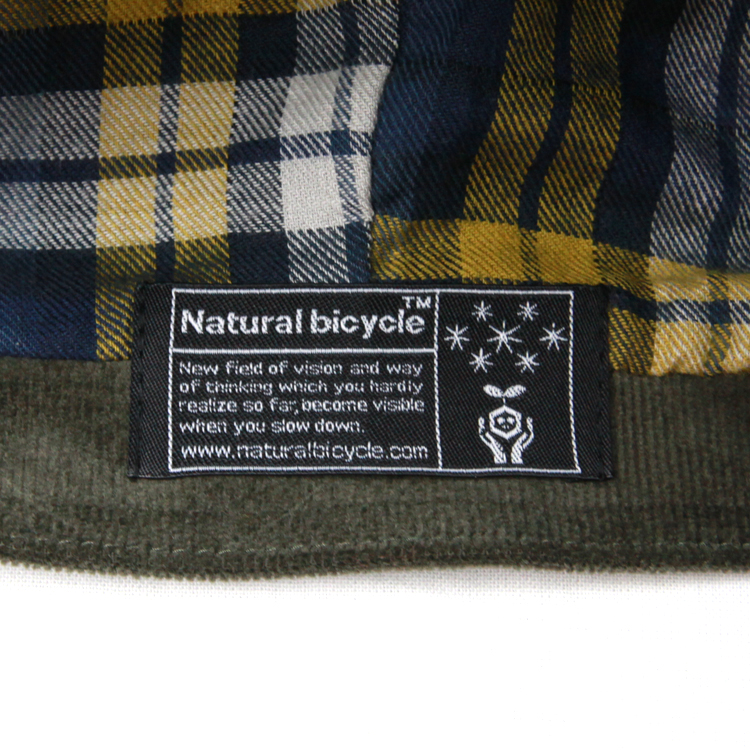 Natural bicycle™
New field of vision and way
of thinking which you hardly
realize so far, become visible
when you slow down.
www.naturalbicycle.com